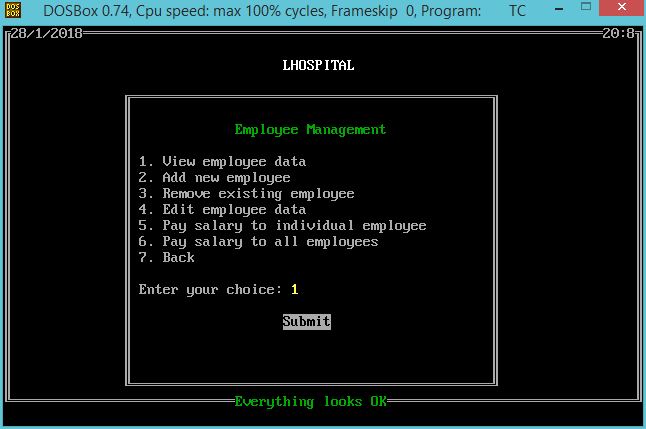 DOS BOX DOSBox 0.74, Cpu speed: max 100% cycles, Frameskip 0, Program: TC
28/1/2018 20:8
LHOSPITAL
Employee Management
1. View employee data
2. Add new employee
3. Remove existing employee
4. Edit employee data
5. Pay salary to individual employee
6. Pay salary to all employees
7. Back
Enter your choice: 1
Submit
Everything looks OK